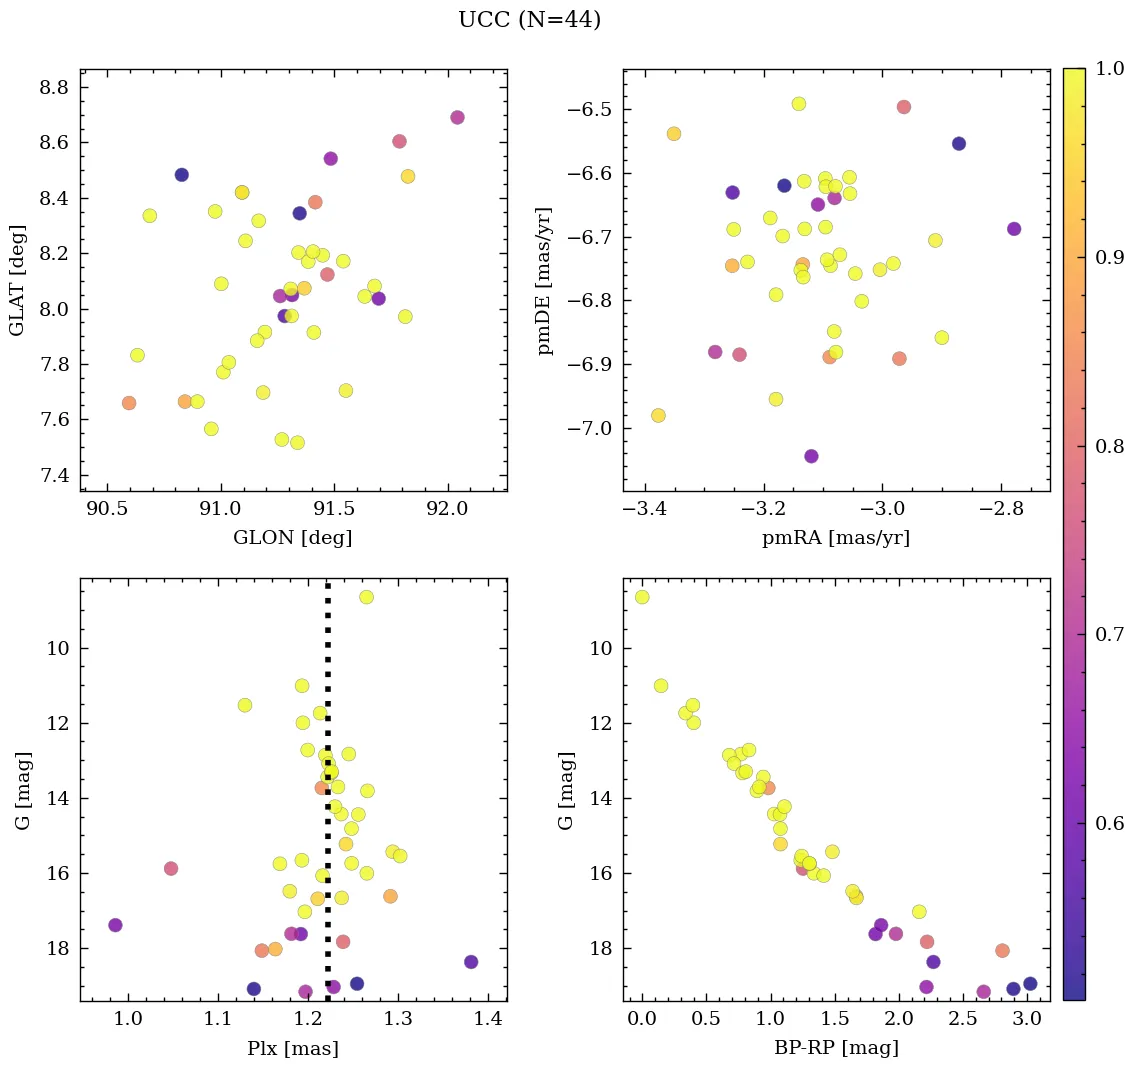 UCC (N=44)
8.8
8.6
8.4
8.2
8.0
7.8
7.6
7.4
GLAT [deg]
90.5 91.0 91.5 92.0
GLON [deg]
−6.5
−6.6
−6.7
−6.8
−6.9
−7.0
pmDE [mas/yr]
−3.4 −3.2 −3.0 −2.8
pmRA [mas/yr]
1.0
0.9
0.8
0.7
0.6
10
12
14
16
18
G [mag]
1.0 1.1 1.2 1.3 1.4
Plx [mas]
10
12
14
16
18
G [mag]
0.0 0.5 1.0 1.5 2.0 2.5 3.0
BP-RP [mag]